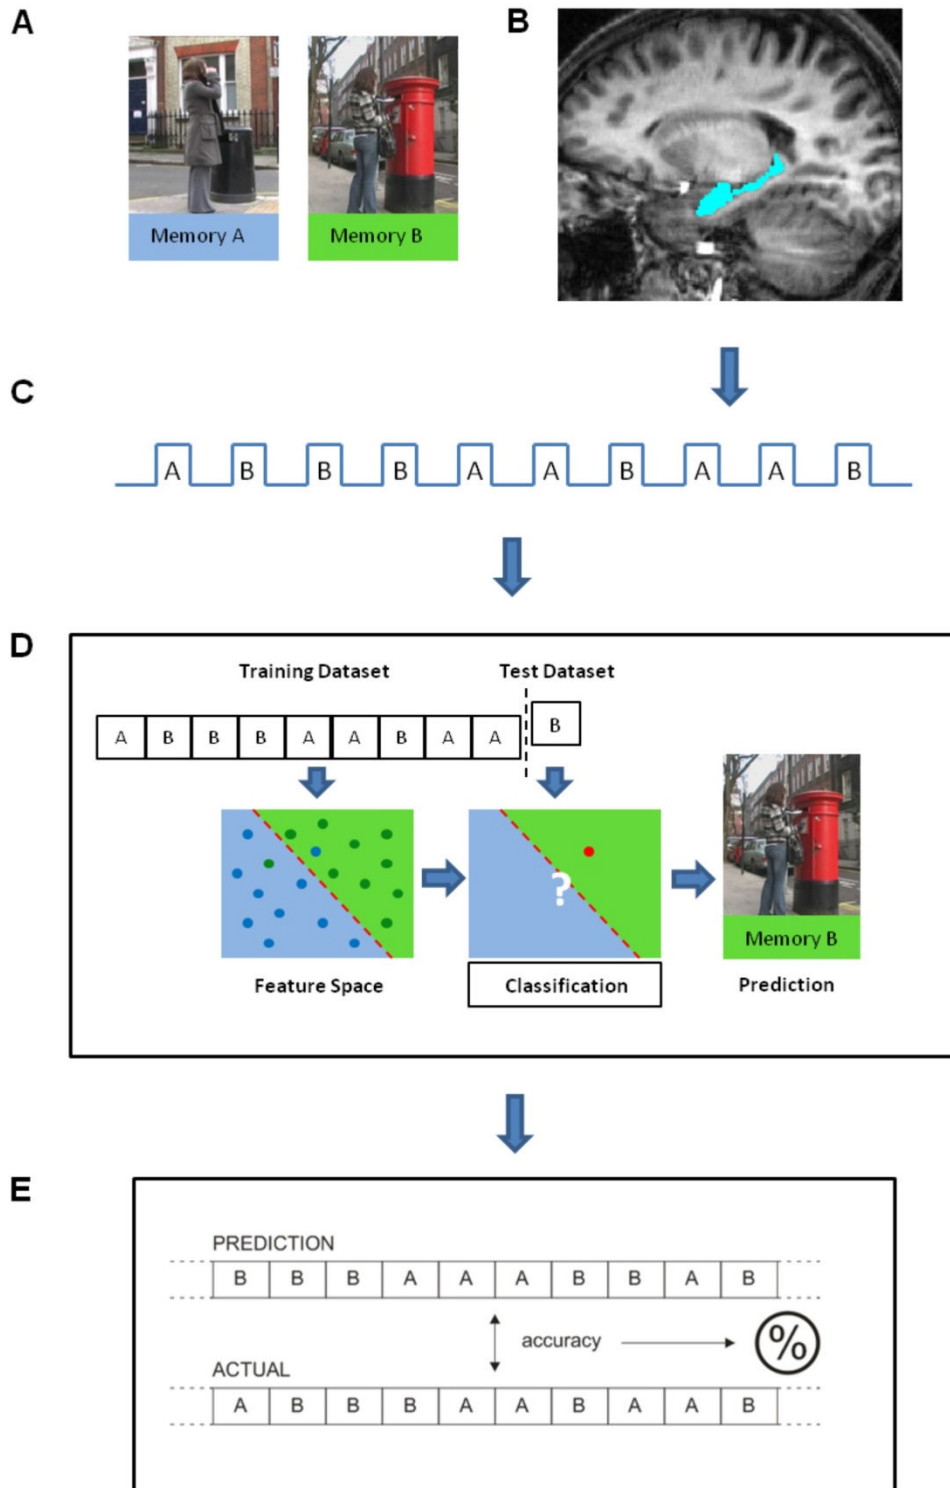 A
B
Memory A
Memory B
C
A B B B A A B A A B
D
Training Dataset
Test Dataset
A B B B A A B A A
B
?
Memory B
Feature Space
Classification
Prediction
E
PREDICTION
B B B A A A B B A B
accuracy
%
ACTUAL
A B B B A A B A A B